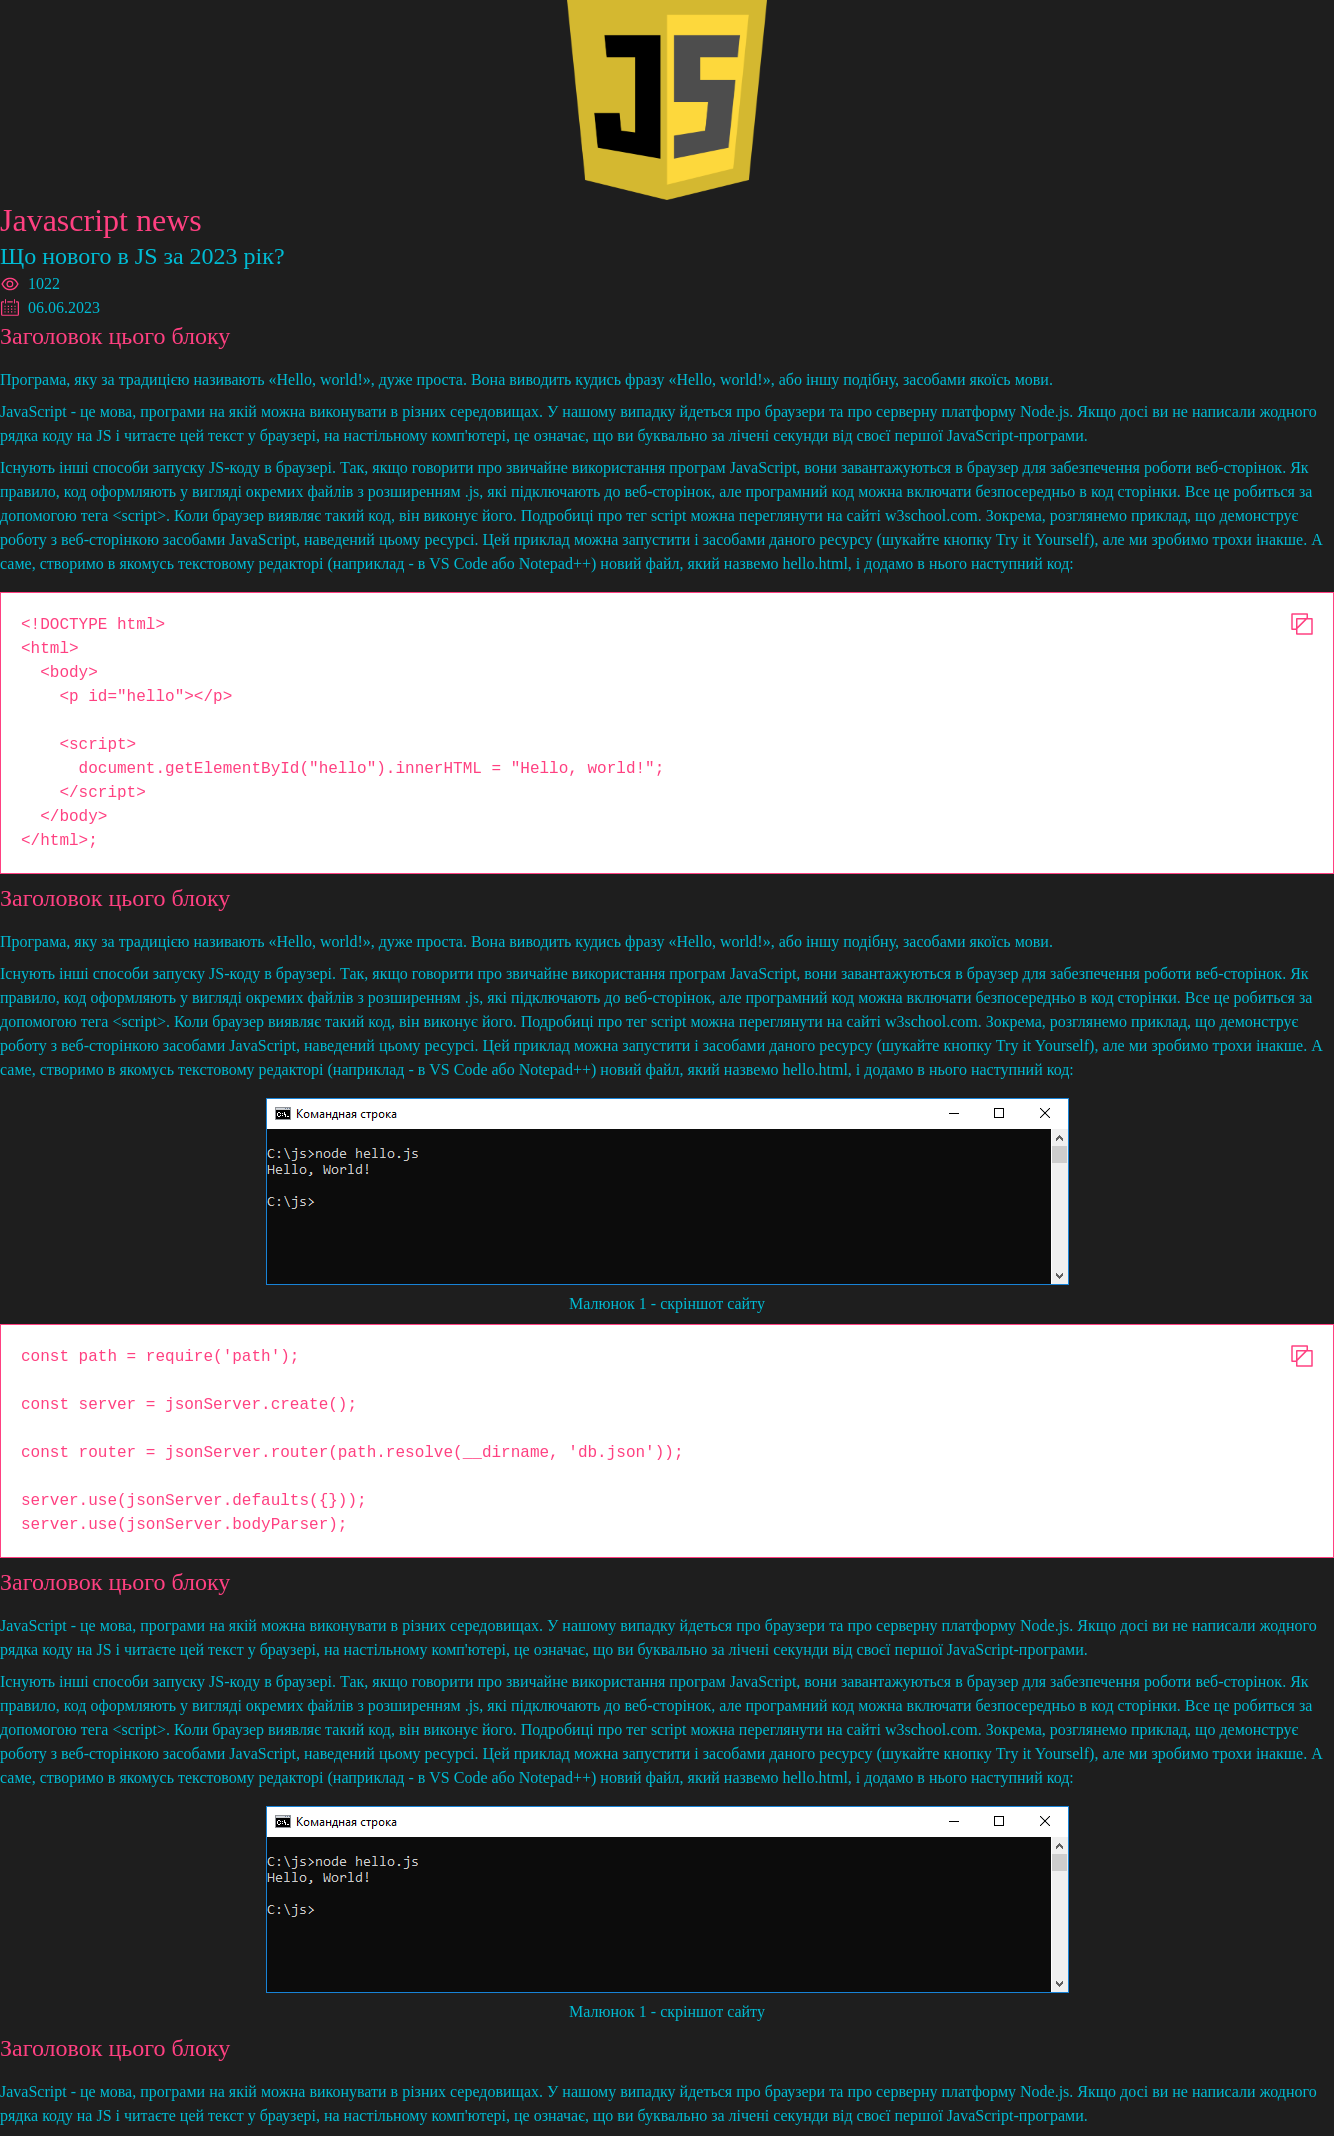 JS
Javascript news
Що нового в JS за 2023 рік?
1022
06.06.2023
Заголовок цього блоку
Програма, яку за традицією називають «Hello, world!», дуже проста. Вона виводить кудись фразу «Hello, world!», або іншу подібну, засобами якоїсь мови.
JavaScript - це мова, програми на якій можна виконувати в різних середовищах. У нашому випадку йдеться про браузери та про серверну платформу Node.js. Якщо досі ви не написали жодного
рядка коду на JS і читаєте цей текст у браузері, на настільному комп'ютері, це означає, що ви буквально за лічені секунди від своєї першої JavaScript-програми.
Існують інші способи запуску JS-коду в браузері. Так, якщо говорити про звичайне використання програм JavaScript, вони завантажуються в браузер для забезпечення роботи веб-сторінок. Як
правило, код оформляють у вигляді окремих файлів з розширенням .js, які підключають до веб-сторінок, але програмний код можна включати безпосередньо в код сторінки. Все це робиться за
допомогою тега <script>. Коли браузер виявляє такий код, він виконує його. Подробиці про тег script можна переглянути на сайті w3school.com. Зокрема, розглянемо приклад, що демонструє
роботу з веб-сторінкою засобами JavaScript, наведений цьому ресурсі. Цей приклад можна запустити і засобами даного ресурсу (шукайте кнопку Try it Yourself), але ми зробимо трохи інакше. А
саме, створимо в якомусь текстовому редакторі (наприклад - в VS Code або Notepad++) новий файл, який назвемо hello.html, і додамо в нього наступний код:
<!DOCTYPE html>
<html>
  <body>
    <p id="hello"></p>
    <script>
      document.getElementById("hello").innerHTML = "Hello, world!";
    </script>
  </body>
</html>;
Заголовок цього блоку
Програма, яку за традицією називають «Hello, world!», дуже проста. Вона виводить кудись фразу «Hello, world!», або іншу подібну, засобами якоїсь мови.
Існують інші способи запуску JS-коду в браузері. Так, якщо говорити про звичайне використання програм JavaScript, вони завантажуються в браузер для забезпечення роботи веб-сторінок. Як
правило, код оформляють у вигляді окремих файлів з розширенням .js, які підключають до веб-сторінок, але програмний код можна включати безпосередньо в код сторінки. Все це робиться за
допомогою тега <script>. Коли браузер виявляє такий код, він виконує його. Подробиці про тег script можна переглянути на сайті w3school.com. Зокрема, розглянемо приклад, що демонструє
роботу з веб-сторінкою засобами JavaScript, наведений цьому ресурсі. Цей приклад можна запустити і засобами даного ресурсу (шукайте кнопку Try it Yourself), але ми зробимо трохи інакше. А
саме, створимо в якомусь текстовому редакторі (наприклад - в VS Code або Notepad++) новий файл, який назвемо hello.html, і додамо в нього наступний код:
C:\. Командная строка
C:\js>node hello.js
Hello, World!
C:\js>
Малюнок 1 - скріншот сайту
const path = require('path');
const server = jsonServer.create();
const router = jsonServer.router(path.resolve(__dirname, 'db.json'));
server.use(jsonServer.defaults({}));
server.use(jsonServer.bodyParser);
Заголовок цього блоку
JavaScript - це мова, програми на якій можна виконувати в різних середовищах. У нашому випадку йдеться про браузери та про серверну платформу Node.js. Якщо досі ви не написали жодного
рядка коду на JS і читаєте цей текст у браузері, на настільному комп'ютері, це означає, що ви буквально за лічені секунди від своєї першої JavaScript-програми.
Існують інші способи запуску JS-коду в браузері. Так, якщо говорити про звичайне використання програм JavaScript, вони завантажуються в браузер для забезпечення роботи веб-сторінок. Як
правило, код оформляють у вигляді окремих файлів з розширенням .js, які підключають до веб-сторінок, але програмний код можна включати безпосередньо в код сторінки. Все це робиться за
допомогою тега <script>. Коли браузер виявляє такий код, він виконує його. Подробиці про тег script можна переглянути на сайті w3school.com. Зокрема, розглянемо приклад, що демонструє
роботу з веб-сторінкою засобами JavaScript, наведений цьому ресурсі. Цей приклад можна запустити і засобами даного ресурсу (шукайте кнопку Try it Yourself), але ми зробимо трохи інакше. А
саме, створимо в якомусь текстовому редакторі (наприклад - в VS Code або Notepad++) новий файл, який назвемо hello.html, і додамо в нього наступний код:
C:\. Командная строка
C:\js>node hello.js
Hello, World!
C:\js>
Малюнок 1 - скріншот сайту
Заголовок цього блоку
JavaScript - це мова, програми на якій можна виконувати в різних середовищах. У нашому випадку йдеться про браузери та про серверну платформу Node.js. Якщо досі ви не написали жодного
рядка коду на JS і читаєте цей текст у браузері, на настільному комп'ютері, це означає, що ви буквально за лічені секунди від своєї першої JavaScript-програми.